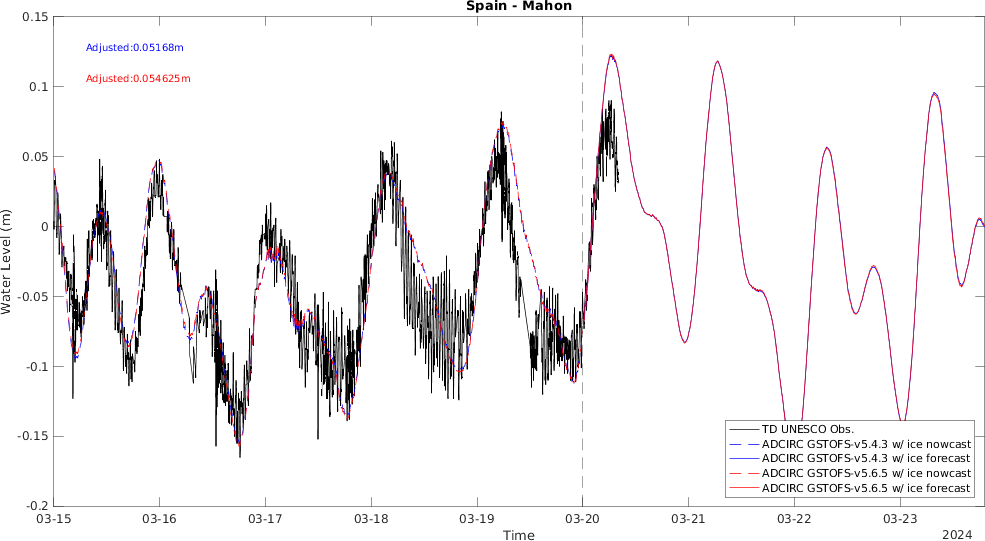 Spain - Mahon
Adjusted:0.05168m
Adjusted:0.054625m
Water Level (m)
0.15
0.1
0.05
0
-0.05
-0.1
-0.15
-0.2
TD UNESCO Obs.
ADCIRC GSTOFS-v5.4.3 w/ ice nowcast
ADCIRC GSTOFS-v5.4.3 w/ ice forecast
ADCIRC GSTOFS-v5.6.5 w/ ice nowcast
ADCIRC GSTOFS-v5.6.5 w/ ice forecast
03-15 03-16 03-17 03-18 03-19 03-20 03-21 03-22 03-23
Time
2024